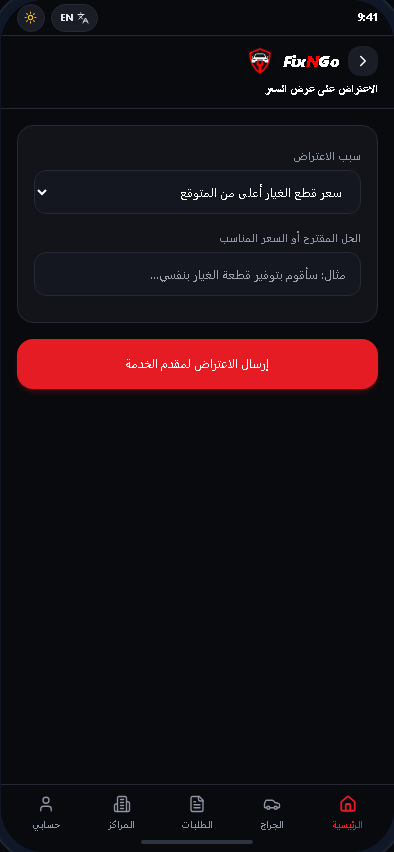 9:41
EN
FixNGo
الاعتراض على عرض السعر
سبب الاعتراض
سعر قطع الغيار أعلى من المتوقع
الحل المقترح أو السعر المناسب
مثال: سأقوم بتوفير قطعة الغيار بنفسي...
إرسال الاعتراض لمقدم الخدمة
الرئيسية
الجراج
الطلبات
المراكز
حسابي